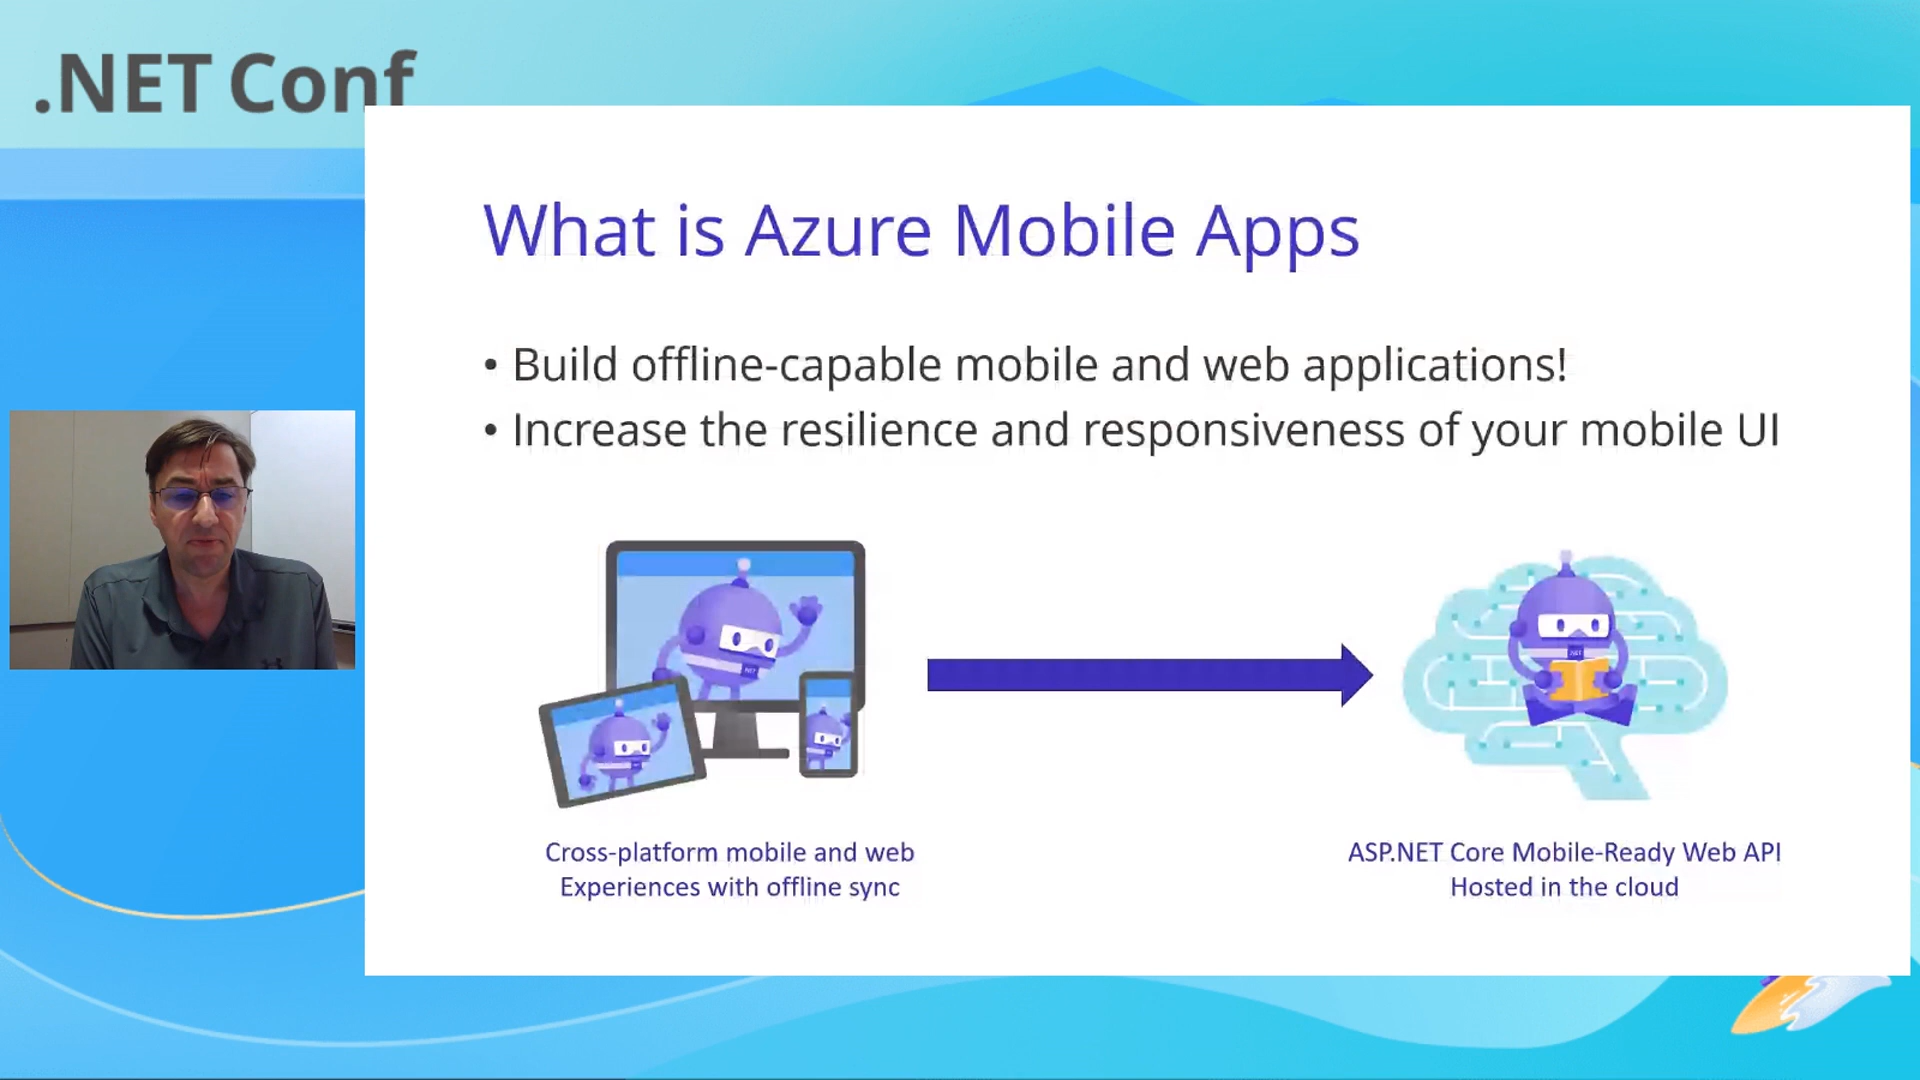 .NET Conf
What is Azure Mobile Apps
• Build offline-capable mobile and web applications!
• Increase the resilience and responsiveness of your mobile UI
.NET
Cross-platform mobile and web
Experiences with offline sync
ASP.NET Core Mobile-Ready Web API
Hosted in the cloud